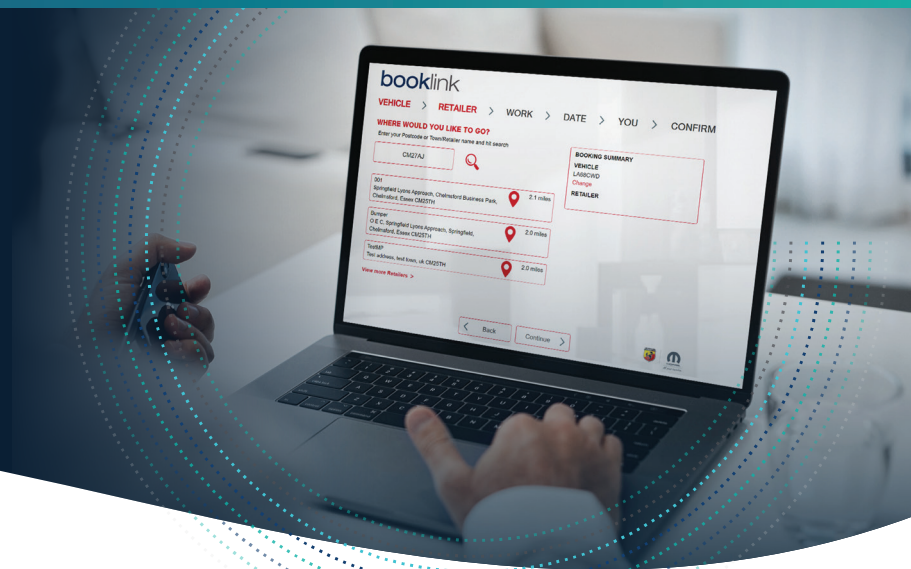 booklink
VEHICLE > RETAILER > WORK > DATE > YOU > CONFIRM
WHERE WOULD YOU LIKE TO GO?
Enter your Postcode or Town/Retailer name and hit search
CM27AJ
301
Springfield Lyons Approach, Chelmsford Business Park,
Chelmsford, Essex CM25TH
2.1 miles
Bumper
O E C, Springfield Lyons Approach, Springfield,
Chelmsford, Essex CM25TH
2.0 miles
TestMP
Test address, test town, uk CM25TH
2.0 miles
View more Retailers >
< Back
Continue >
BOOKING SUMMARY
VEHICLE
LA68CWD
Change
RETAILER